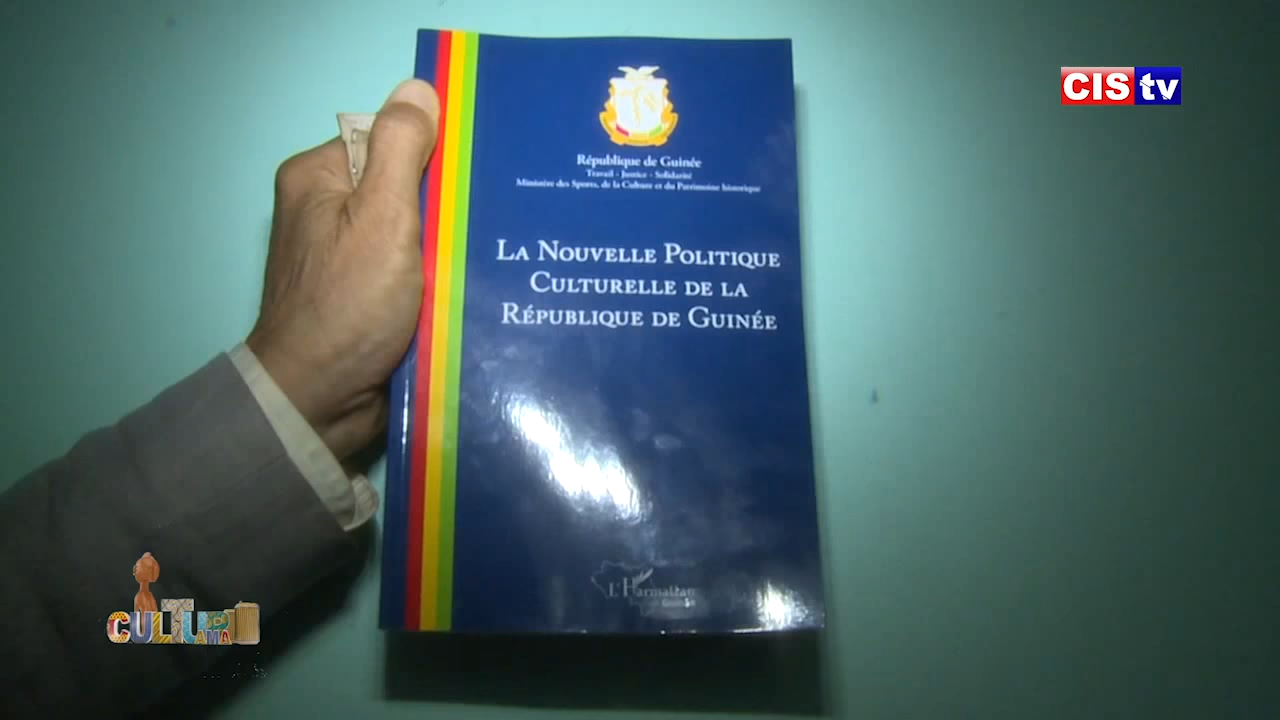 CIS tv
République de Guinée
Travail - Justice - Solidarité
Ministère des Sports, de la Culture et du Patrimoine historique
LA NOUVELLE POLITIQUE
CULTURELLE DE LA
RÉPUBLIQUE DE GUINÉE
L'Harmattan
CULTU
RAMA